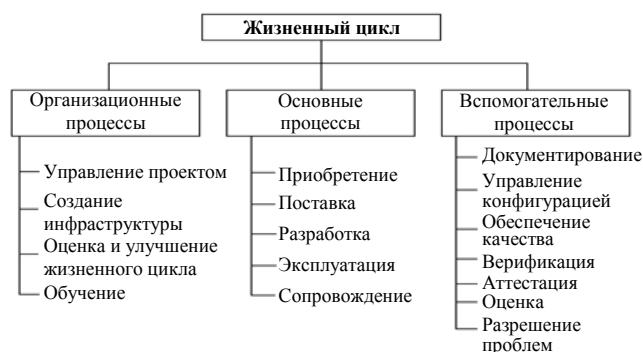 Жизненный цикл
Организационные
процессы
Основные
процессы
Вспомогательные
процессы
Управление проектом
Создание
инфраструктуры
Оценка и улучшение
жизненного цикла
Обучение
Приобретение
Поставка
Разработка
Эксплуатация
Сопровождение
Документирование
Управление
конфигурацией
Обеспечение
качества
Верификация
Аттестация
Оценка
Разрешение
проблем